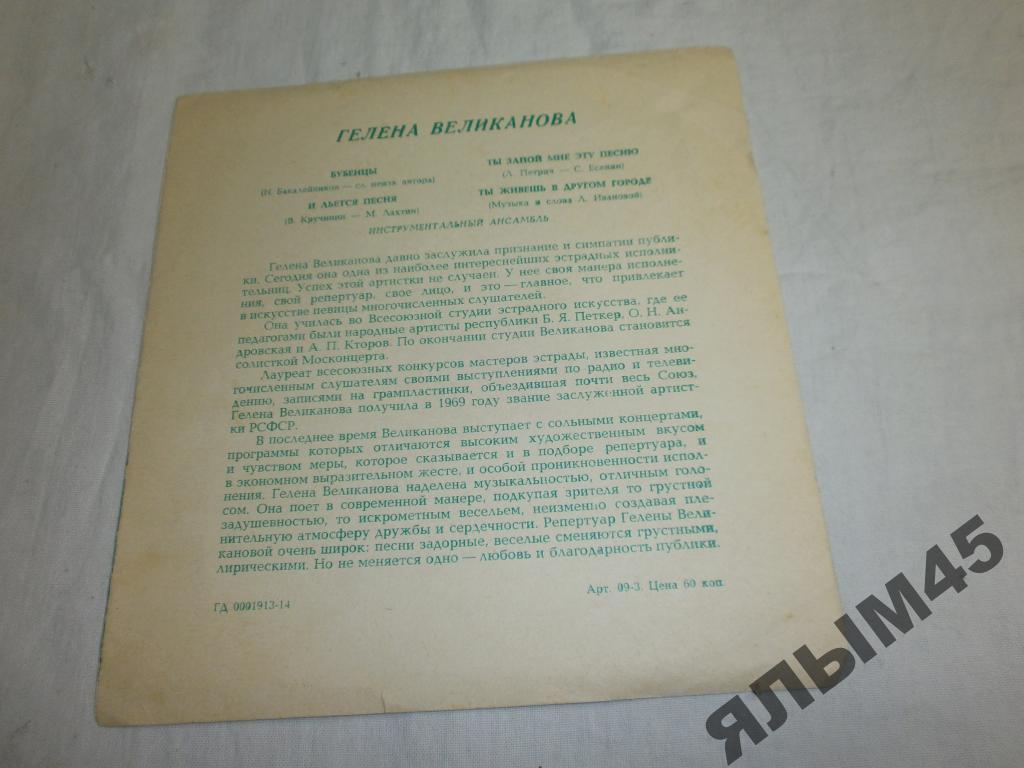 ГЕЛЕНА ВЕЛИКАНОВА
БУБЕНЦЫ
(Н. Бакалейников — сл. неизв. автора)
И ЛЬЕТСЯ ПЕСНЯ
(В. Кручинин — М. Лахтин)
ТЫ ЗАПОЙ МНЕ ЭТУ ПЕСНЮ
(Л. Петрич — С. Есенин)
ТЫ ЖИВЕШЬ В ДРУГОМ ГОРОДЕ
(Музыка и слова Л. Ивановой)
ИНСТРУМЕНТАЛЬНЫЙ АНСАМБЛЬ
Гелена Великанова давно заслужила признание и симпатии публи-
ки. Сегодня она одна из наиболее интереснейших эстрадных исполни-
тельниц. Успех этой артистки не случаен. У нее своя манера исполне-
ния, свой репертуар, свое лицо, и это — главное, что привлекает
в искусстве певицы многочисленных слушателей.
Она училась во Всесоюзной студии эстрадного искусства, где ее
педагогами были народные артисты республики Б. Я. Петкер, О. Н. Ан-
дровская и А. П. Кторов. По окончании студии Великанова становится
солисткой Москонцерта.
Лауреат всесоюзных конкурсов мастеров эстрады, известная мно-
гочисленным слушателям своими выступлениями по радио и телеви-
дению, записями на грампластинки, объездившая почти весь Союз,
Гелена Великанова получила в 1969 году звание заслуженной артист-
ки РСФСР.
В последнее время Великанова выступает с сольными концертами,
программы которых отличаются высоким художественным вкусом
и чувством меры, которое сказывается и в подборе репертуара, и
в экономном выразительном жесте, и особой проникновенности испол-
нения. Гелена Великанова наделена музыкальностью, отличным голо-
сом. Она поет в современной манере, подкупая зрителя то грустной
задушевностью, то искрометным весельем, неизменно создавая пле-
нительную атмосферу дружбы и сердечности. Репертуар Гелены Вели-
кановой очень широк: песни задорные, веселые сменяются грустными,
лирическими. Но не меняется одно — любовь и благодарность публики.
ГД 0001913-14
Арт. 09-3. Цена 60 коп.
ЯЛЫМ45